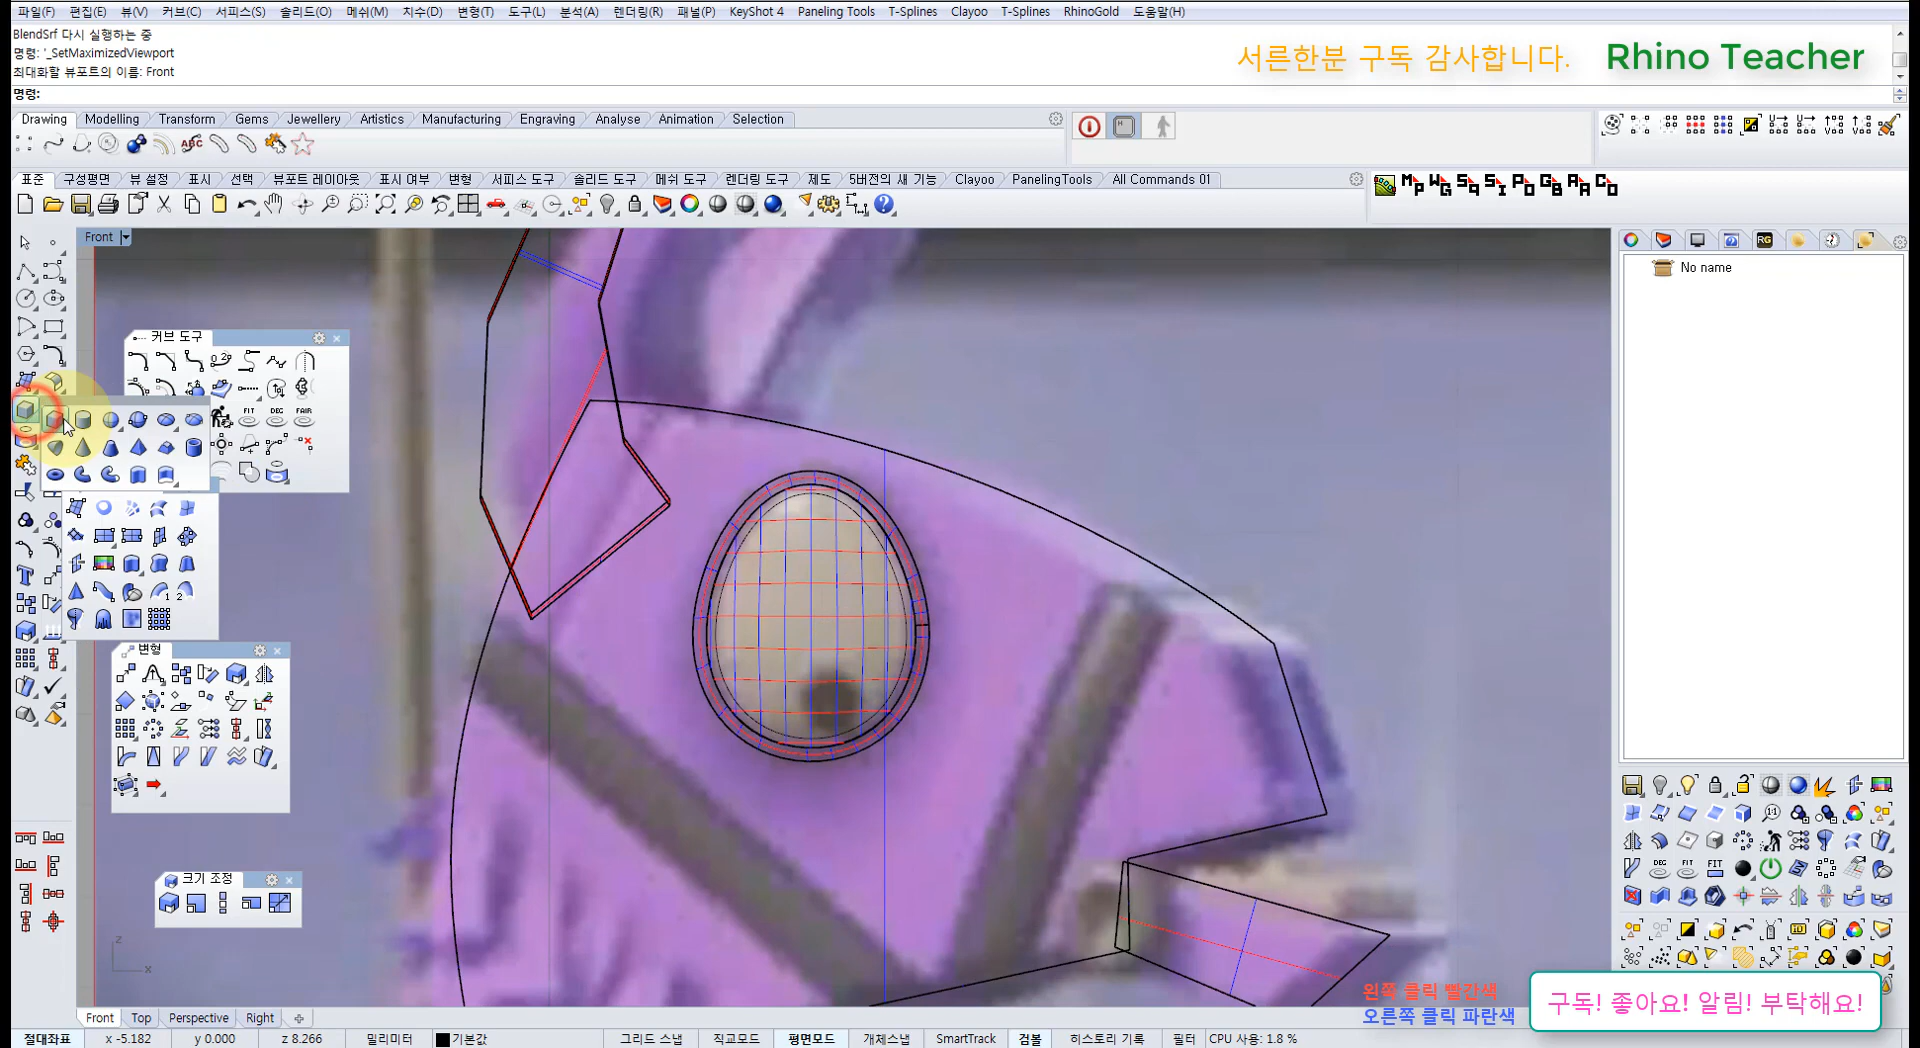 파일(F) 편집(E) 뷰(V) 커브(C) 서피스(S) 솔리드(O) 메쉬(M) 치수(D) 변형(T) 도구(L) 분석(A) 렌더링(R) 패널(P) KeyShot 4 Paneling Tools T-Splines Clayoo T-Splines RhinoGold 도움말(H)
BlendSrf 다시 실행하는 중
명령: '_SetMaximizedViewport
최대화할 뷰포트의 이름: Front
명령:
서른한분 구독 감사합니다. Rhino Teacher
Drawing Modelling Transform Gems Jewellery Artistics Manufacturing Engraving Analyse Animation Selection
표준 구성평면 뷰 설정 표시 선택 뷰포트 레이아웃 표시 여부 변형 서피스 도구 솔리드 도구 메쉬 도구 렌더링 도구 제도 5버전의 새 기능 Clayoo PanelingTools All Commands 01
Front
No name
커브 도구
변형
크기 조정
z
x
왼쪽 클릭 빨간색
오른쪽 클릭 파란색
구독! 좋아요! 알림! 부탁해요!
Front Top Perspective Right
절대좌표 x -5.182 y 0.000 z 8.266 밀리미터 기본값 그리드 스냅 직교모드 평면모드 개체스냅 SmartTrack 검볼 히스토리 기록 필터 CPU 사용: 1.8 %